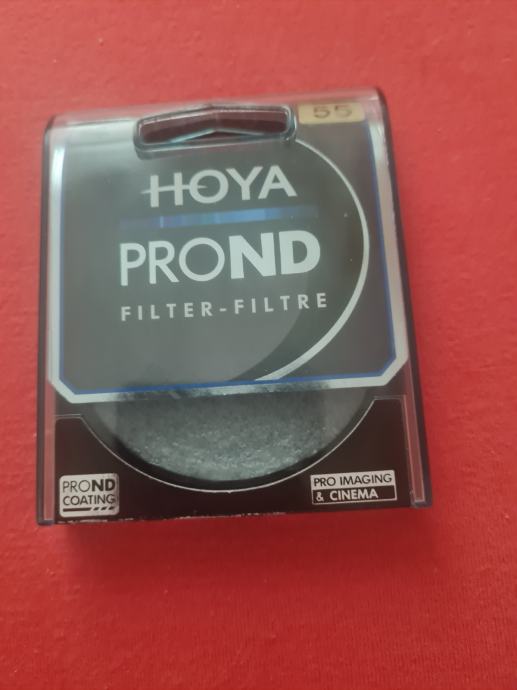 55
HOYA
PROND
FILTER-FILTRE
PROND
COATING
PRO IMAGING
& CINEMA